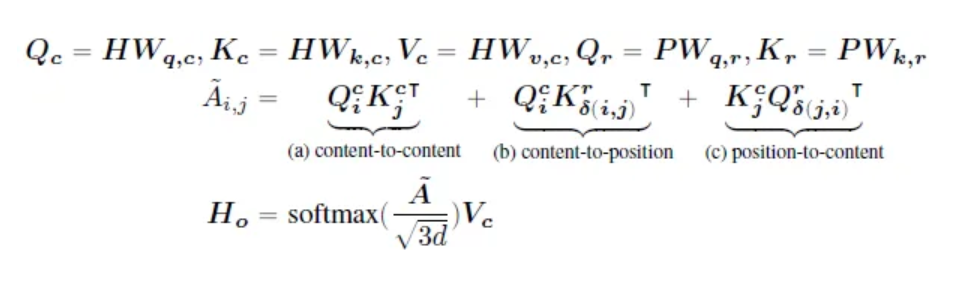 Q_c = HW_{q,c}, K_c = HW_{k,c}, V_c = HW_{v,c}, Q_r = PW_{q,r}, K_r = PW_{k,r}
Ã_{i,j} = Q_i^c K_j^{c⊤} + Q_i^c K_{δ(i,j)}^r ⊤ + K_j^c Q_{δ(j,i)}^r ⊤
(a) content-to-content (b) content-to-position (c) position-to-content
H_o = softmax(Ã / √3d)V_c